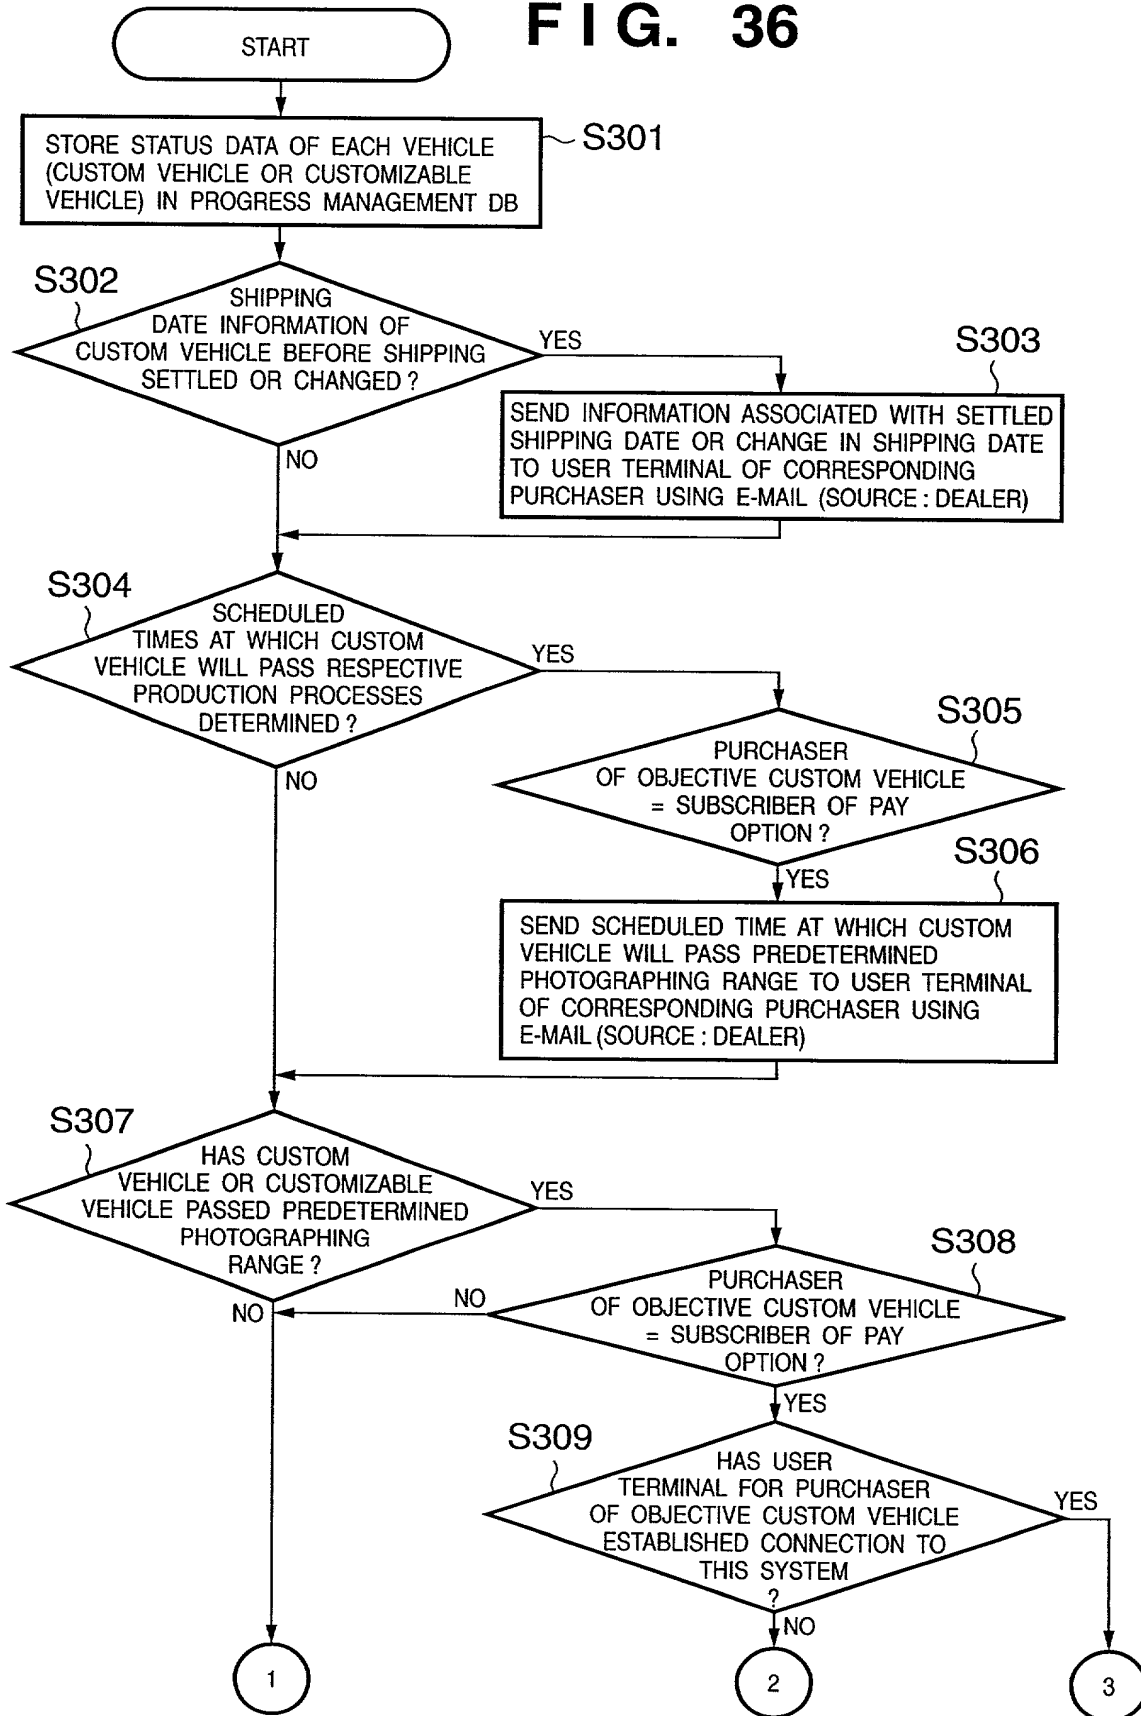 FIG. 36
START
S301
STORE STATUS DATA OF EACH VEHICLE
(CUSTOM VEHICLE OR CUSTOMIZABLE
VEHICLE) IN PROGRESS MANAGEMENT DB
S302
SHIPPING
DATE INFORMATION OF
CUSTOM VEHICLE BEFORE SHIPPING
SETTLED OR CHANGED ?
YES
NO
S303
SEND INFORMATION ASSOCIATED WITH SETTLED
SHIPPING DATE OR CHANGE IN SHIPPING DATE
TO USER TERMINAL OF CORRESPONDING
PURCHASER USING E-MAIL (SOURCE : DEALER)
S304
SCHEDULED
TIMES AT WHICH CUSTOM
VEHICLE WILL PASS RESPECTIVE
PRODUCTION PROCESSES
DETERMINED ?
YES
NO
S305
PURCHASER
OF OBJECTIVE CUSTOM VEHICLE
= SUBSCRIBER OF PAY
OPTION ?
YES
S306
SEND SCHEDULED TIME AT WHICH CUSTOM
VEHICLE WILL PASS PREDETERMINED
PHOTOGRAPHING RANGE TO USER TERMINAL
OF CORRESPONDING PURCHASER USING
E-MAIL (SOURCE : DEALER)
S307
HAS CUSTOM
VEHICLE OR CUSTOMIZABLE
VEHICLE PASSED PREDETERMINED
PHOTOGRAPHING
RANGE ?
YES
NO
S308
PURCHASER
OF OBJECTIVE CUSTOM VEHICLE
= SUBSCRIBER OF PAY
OPTION ?
NO
YES
S309
HAS USER
TERMINAL FOR PURCHASER
OF OBJECTIVE CUSTOM VEHICLE
ESTABLISHED CONNECTION TO
THIS SYSTEM
?
YES
NO
1
2
3